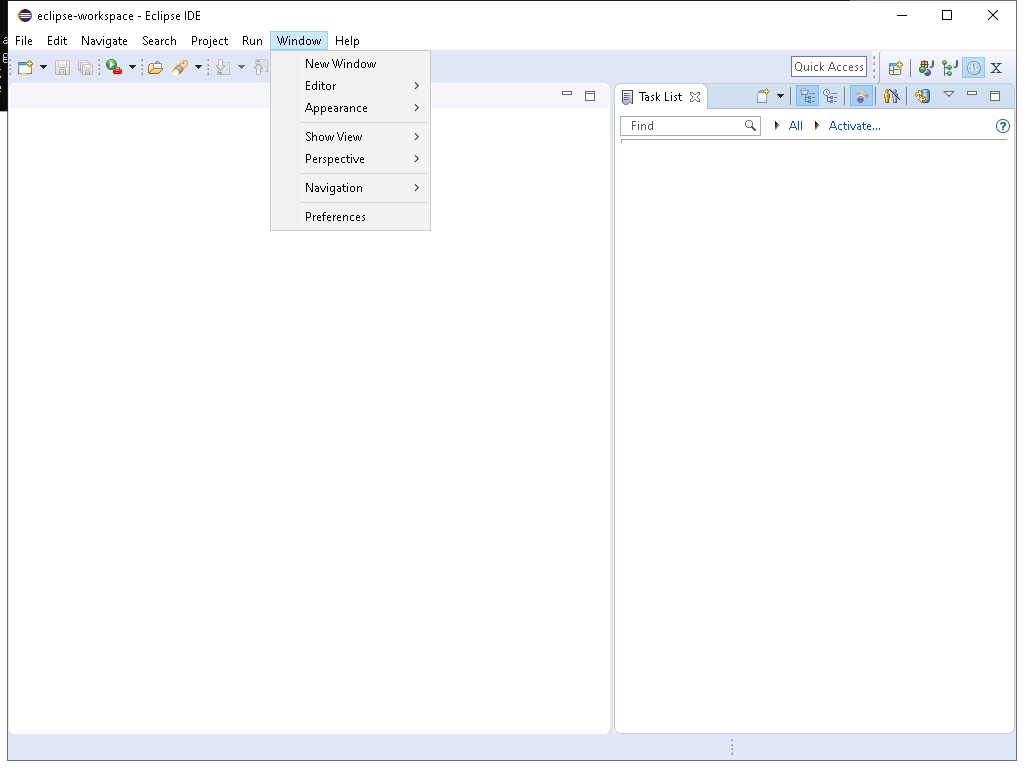 eclipse-workspace - Eclipse IDE
File Edit Navigate Search Project Run Window Help
New Window
Editor
Appearance
Show View
Perspective
Navigation
Preferences
Quick Access
X
Task List
Find
All
Activate...